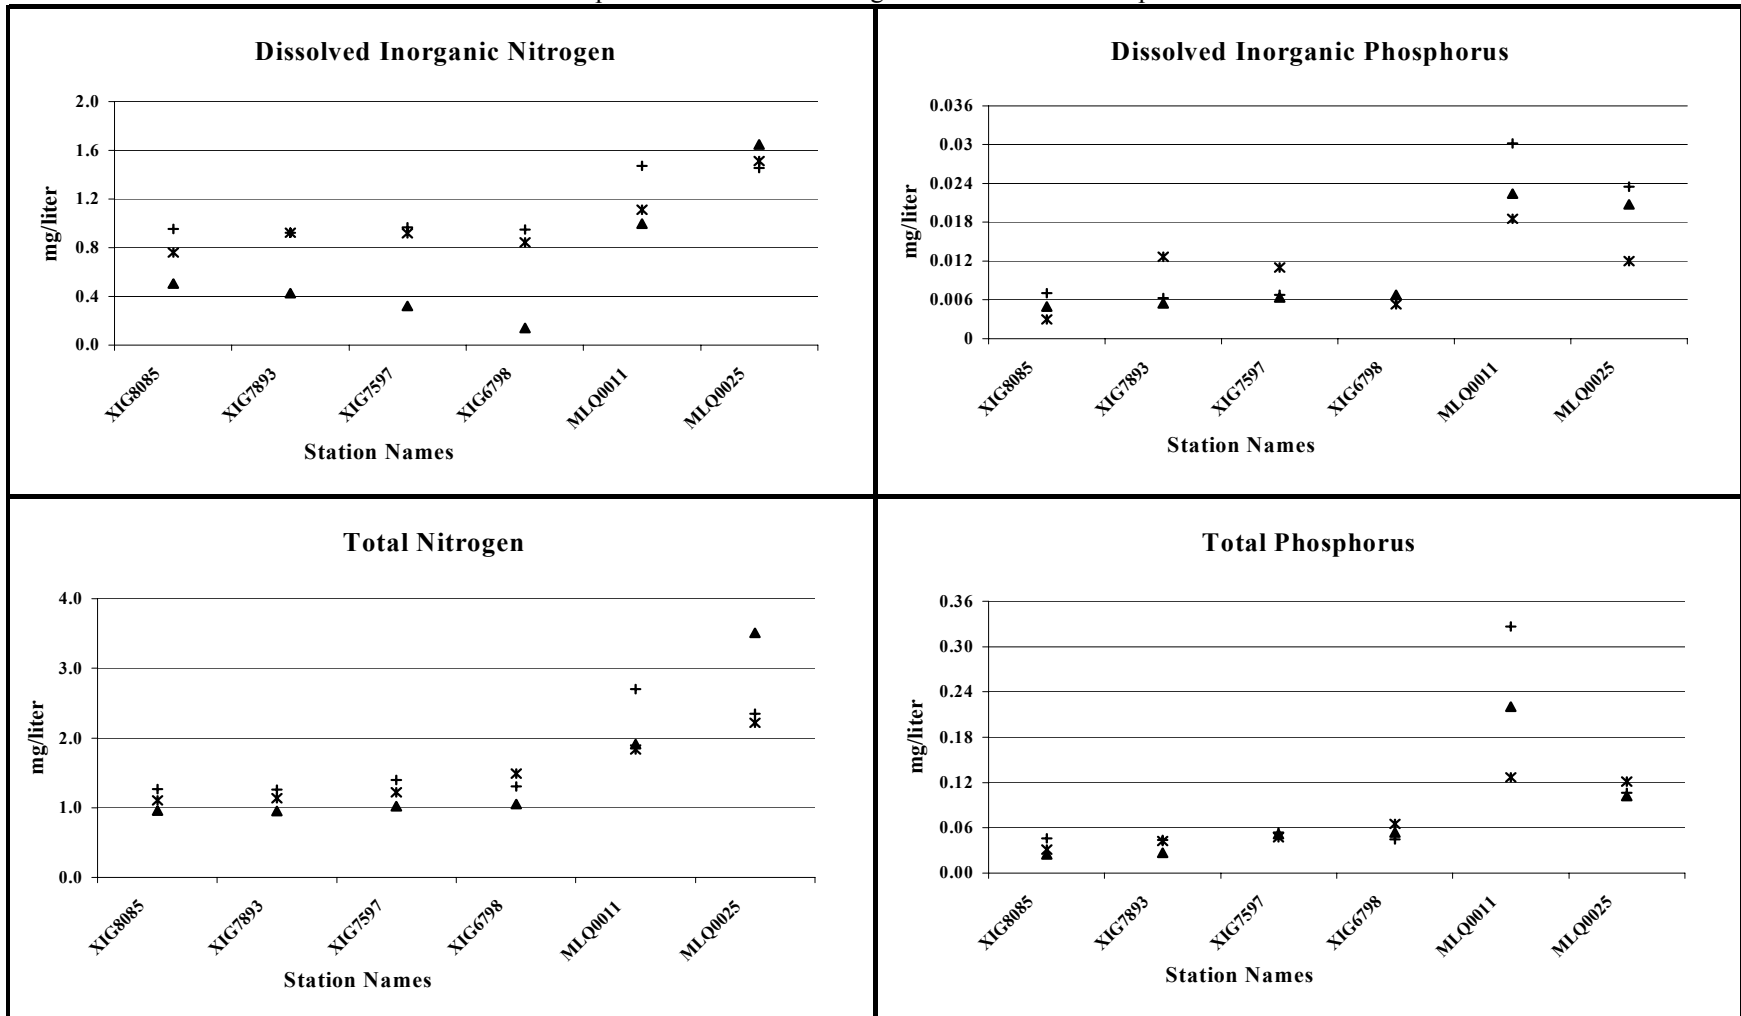 Dissolved Inorganic Nitrogen
2.0
1.6
1.2
0.8
0.4
0.0
mg/liter
XIG8085
XIG7893
XIG7597
XIG6798
MLQ0011
MLQ0025
Station Names
Dissolved Inorganic Phosphorus
0.036
0.03
0.024
0.018
0.012
0.006
0
mg/liter
XIG8085
XIG7893
XIG7597
XIG6798
MLQ0011
MLQ0025
Station Names
Total Nitrogen
4.0
3.0
2.0
1.0
0.0
mg/liter
XIG8085
XIG7893
XIG7597
XIG6798
MLQ0011
MLQ0025
Station Names
Total Phosphorus
0.36
0.30
0.24
0.18
0.12
0.06
0.00
mg/liter
XIG8085
XIG7893
XIG7597
XIG6798
MLQ0011
MLQ0025
Station Names